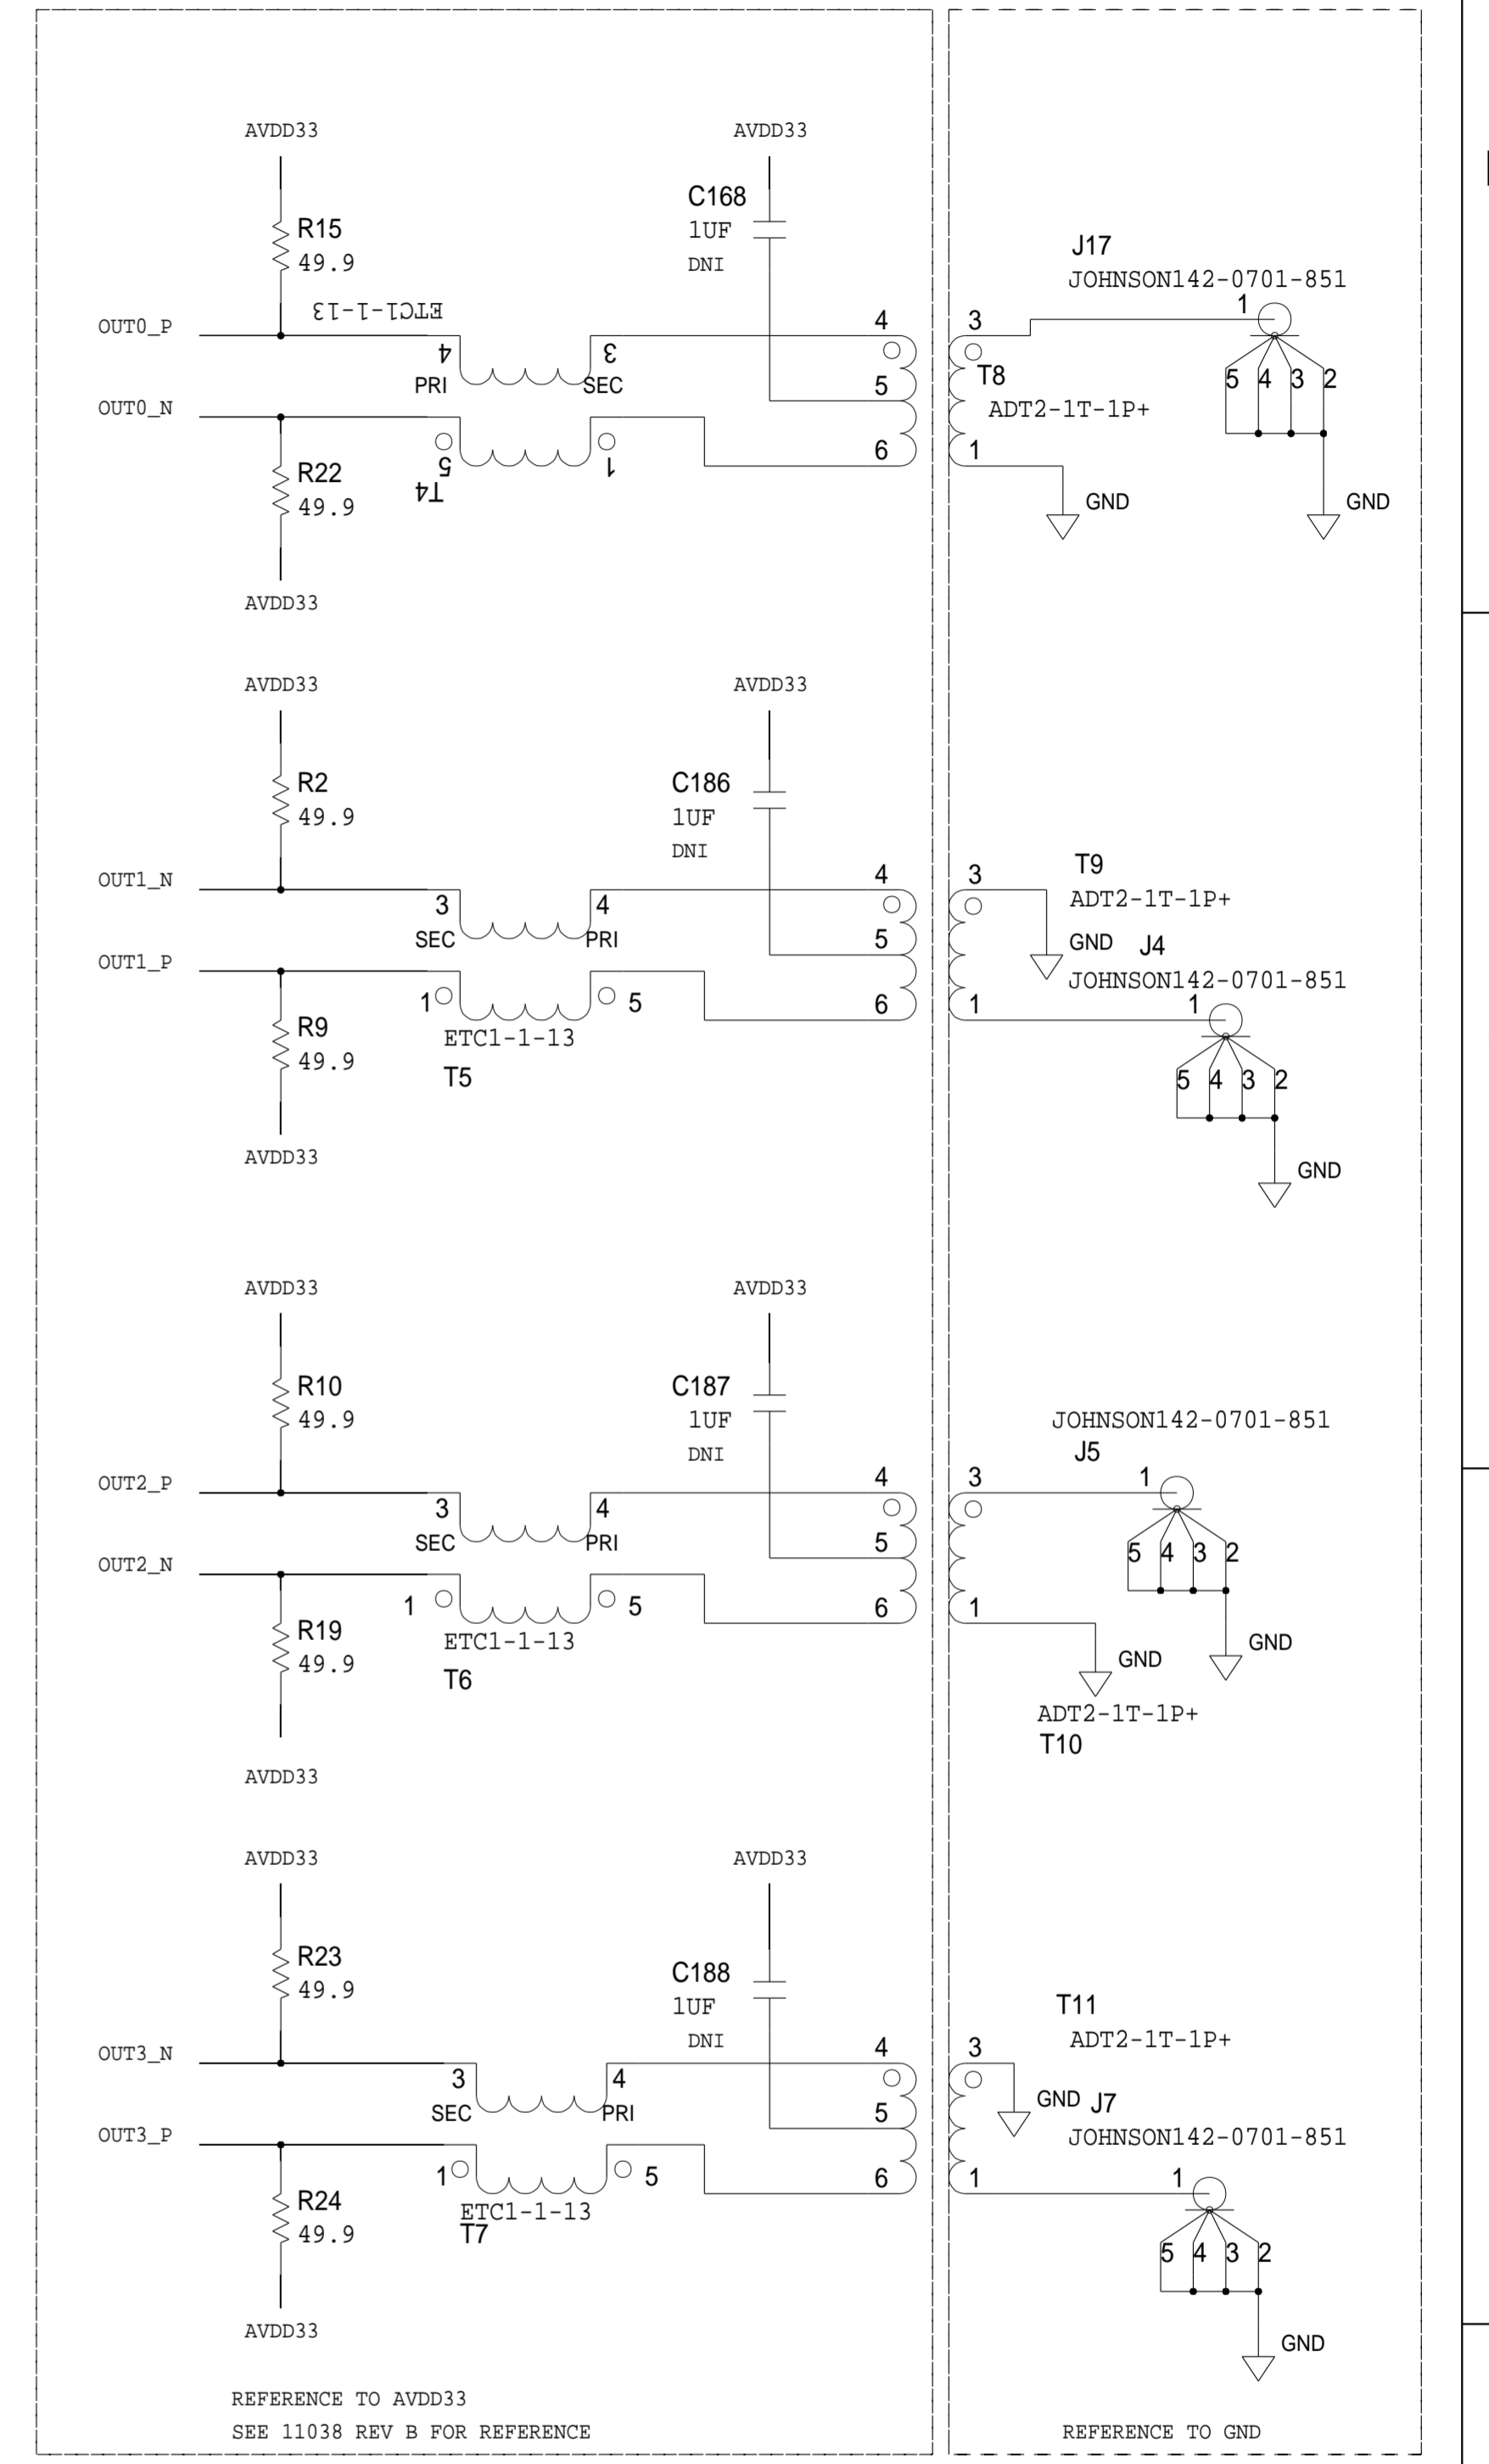 AVDD33
AVDD33
C168
1UF
DNI
R15
49.9
J17
JOHNSON142-0701-851
ETC1-1-13
OUT0_P
4
3
PRI
SEC
4
3
1
5
T8
ADT2-1T-1P+
5 4 3 2
OUT0_N
5
1
T4
6
1
R22
49.9
GND
GND
AVDD33
AVDD33
AVDD33
R2
49.9
C186
1UF
DNI
T9
ADT2-1T-1P+
OUT1_N
3
4
SEC
PRI
4
3
5
GND
J4
JOHNSON142-0701-851
OUT1_P
1
5
6
1
1
ETC1-1-13
T5
R9
49.9
5 4 3 2
GND
AVDD33
AVDD33
AVDD33
R10
49.9
C187
1UF
DNI
JOHNSON142-0701-851
J5
OUT2_P
3
4
SEC
PRI
4
3
1
5
5 4 3 2
OUT2_N
1
5
6
1
ETC1-1-13
T6
R19
49.9
GND
GND
ADT2-1T-1P+
T10
AVDD33
AVDD33
AVDD33
R23
49.9
C188
1UF
DNI
T11
ADT2-1T-1P+
OUT3_N
3
4
SEC
PRI
4
3
5
GND
J7
JOHNSON142-0701-851
OUT3_P
1
5
6
1
1
ETC1-1-13
T7
R24
49.9
5 4 3 2
GND
AVDD33
REFERENCE TO AVDD33
SEE 11038 REV B FOR REFERENCE
REFERENCE TO GND